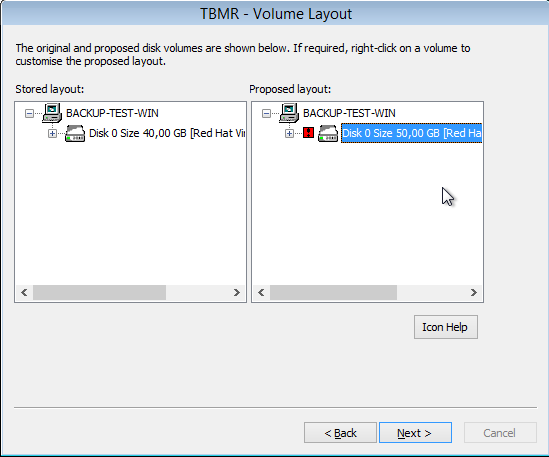 TBMR - Volume Layout
The original and proposed disk volumes are shown below. If required, right-click on a volume to
customise the proposed layout.
Stored layout:
Proposed layout:
BACKUP-TEST-WIN
Disk 0 Size 40,00 GB [Red Hat Vi
BACKUP-TEST-WIN
Disk 0 Size 50,00 GB [Red Ha
Icon Help
< Back
Next >
Cancel